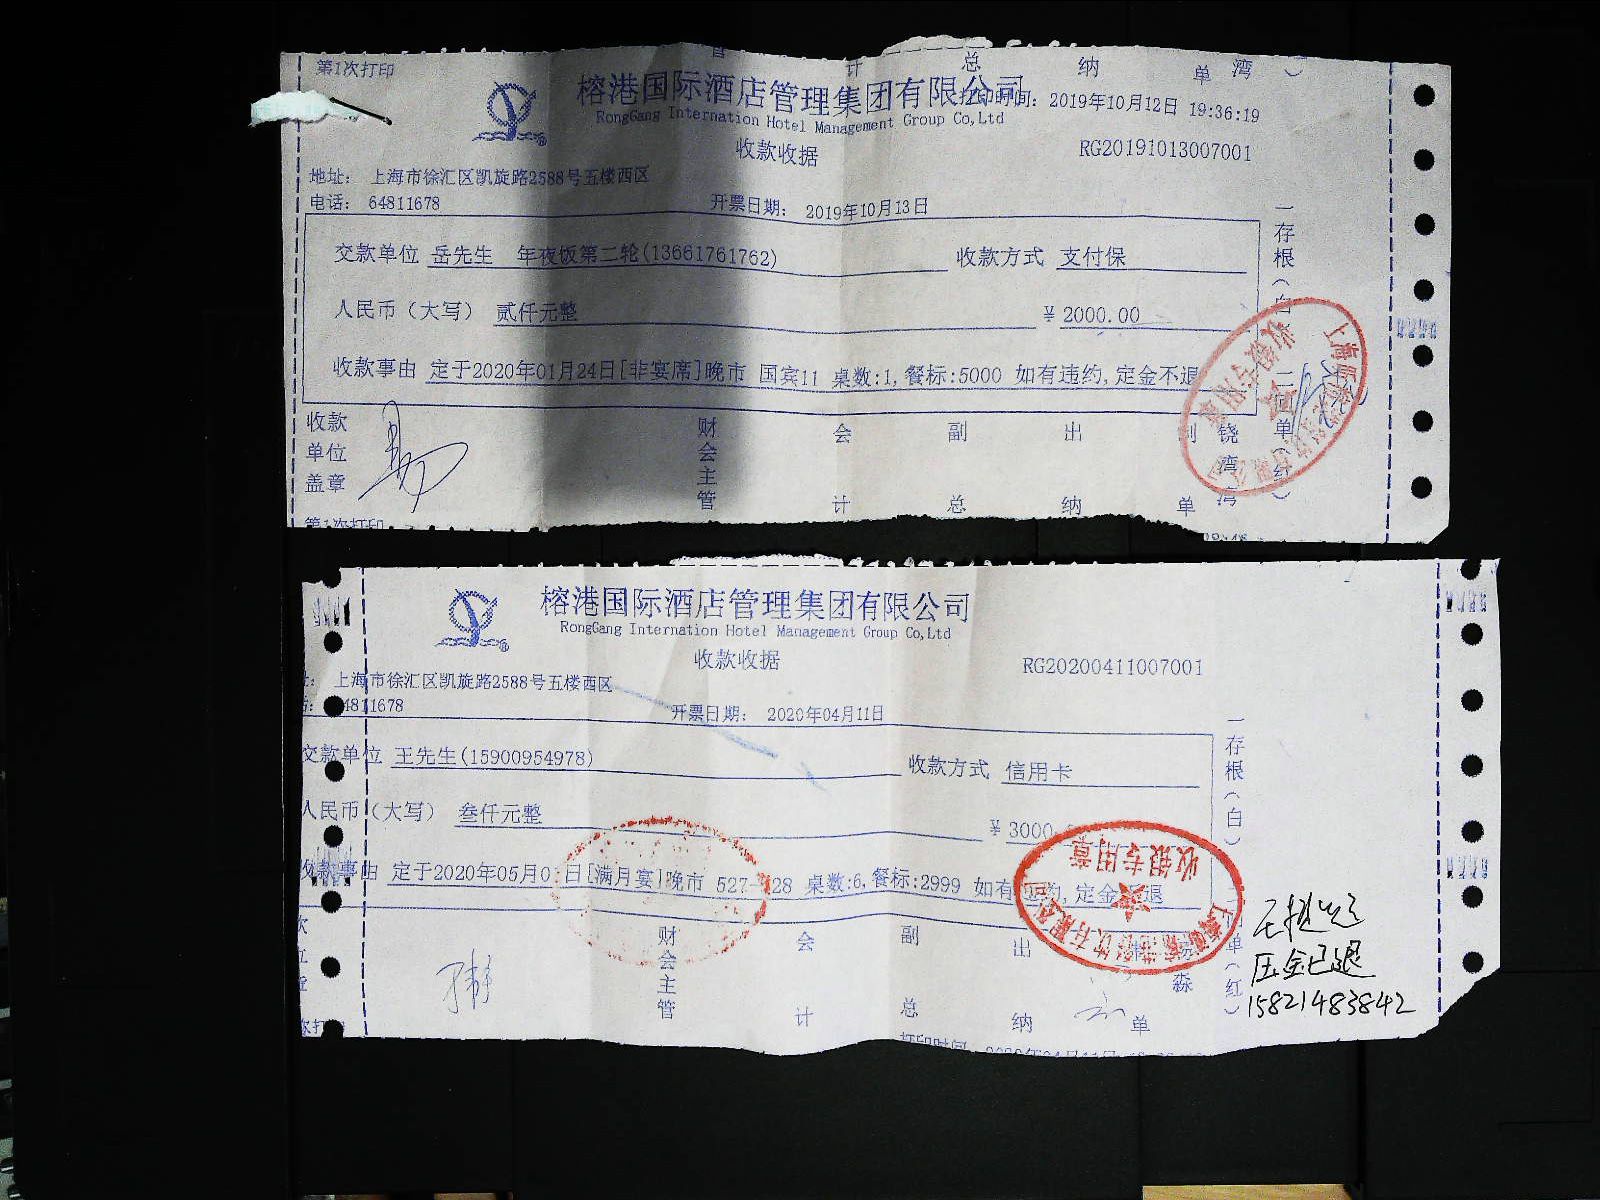 第1次打印
榕港国际酒店管理集团有限公司
打印时间：2019年10月12日 19:36:19
RongGang International Hotel Management Group Co,Ltd
收款收据
RG20191013007001
地址： 上海市徐汇区凯旋路2588号五楼西区
电话： 64811678
开票日期： 2019年10月13日
交款单位 岳先生 年夜饭第二轮(13661761762) 收款方式 支付保
人民币（大写） 贰仟元整 ￥2000.00
收款事由 定于2020年01月24日[非宴席]晚市 国宾11 桌数:1,餐标:5000 如有违约,定金不退
收款单位盖章
财会主管 会计 副总 出纳
第1次打印
榕港国际酒店管理集团有限公司
RongGang Internation Hotel Management Group Co,Ltd
收款收据
RG20200411007001
上海市徐汇区凯旋路2588号五楼西区
4811678
开票日期： 2020年04月11日
交款单位 王先生(15900954978) 收款方式 信用卡
人民币（大写） 叁仟元整 ￥3000
收款事由 定于2020年05月0 日[满月宴]晚市 527- 28 桌数:6,餐标:2999 如有违约,定金不退
财会主管 会计 副总 出纳 单
一存根（白）
收银专用章
压金已退
15821483842